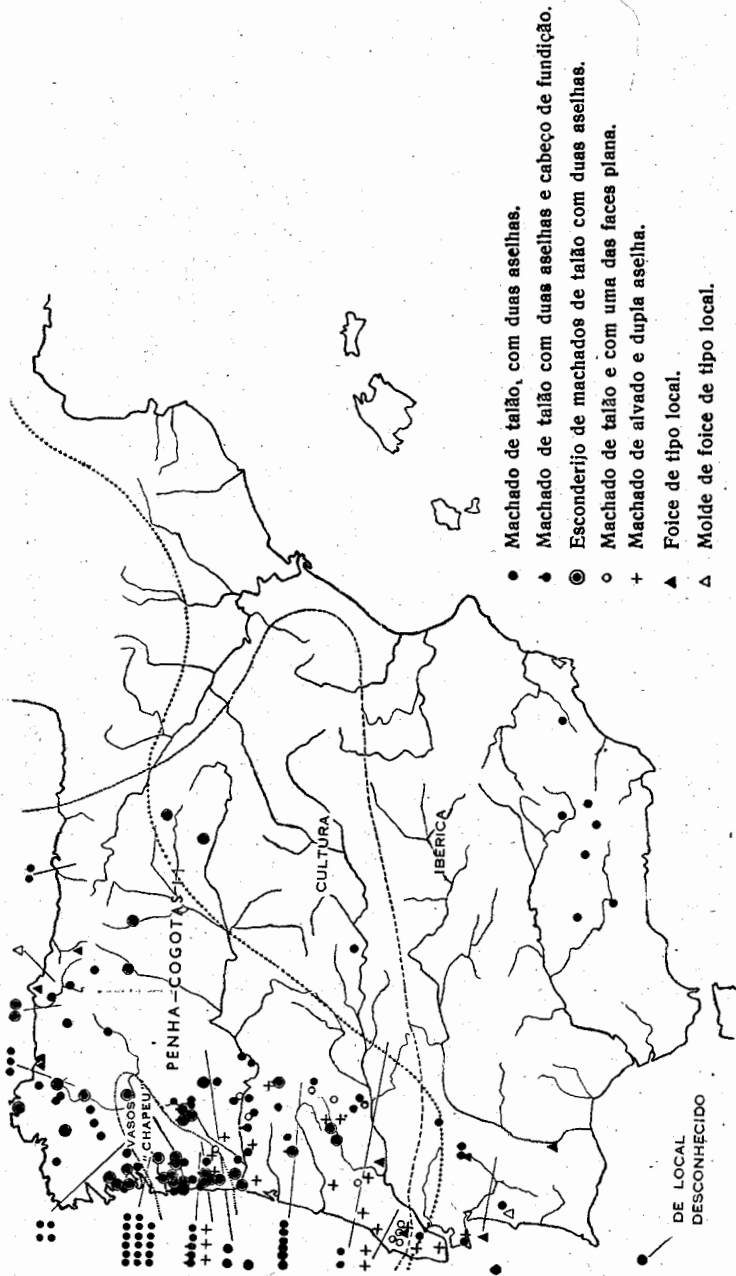 VASOS
CHAPEU
PENHA–COGOTAS II
CULTURA
IBÉRICA
DE LOCAL
DESCONHECIDO
Machado de talão, com duas aselhas.
Machado de talão com duas aselhas e cabeço de fundição.
Esconderijo de machados de talão com duas aselhas.
Machado de talão e com uma das faces plana.
Machado de alvado e dupla aselha.
Foice de tipo local.
Molde de foice de tipo local.